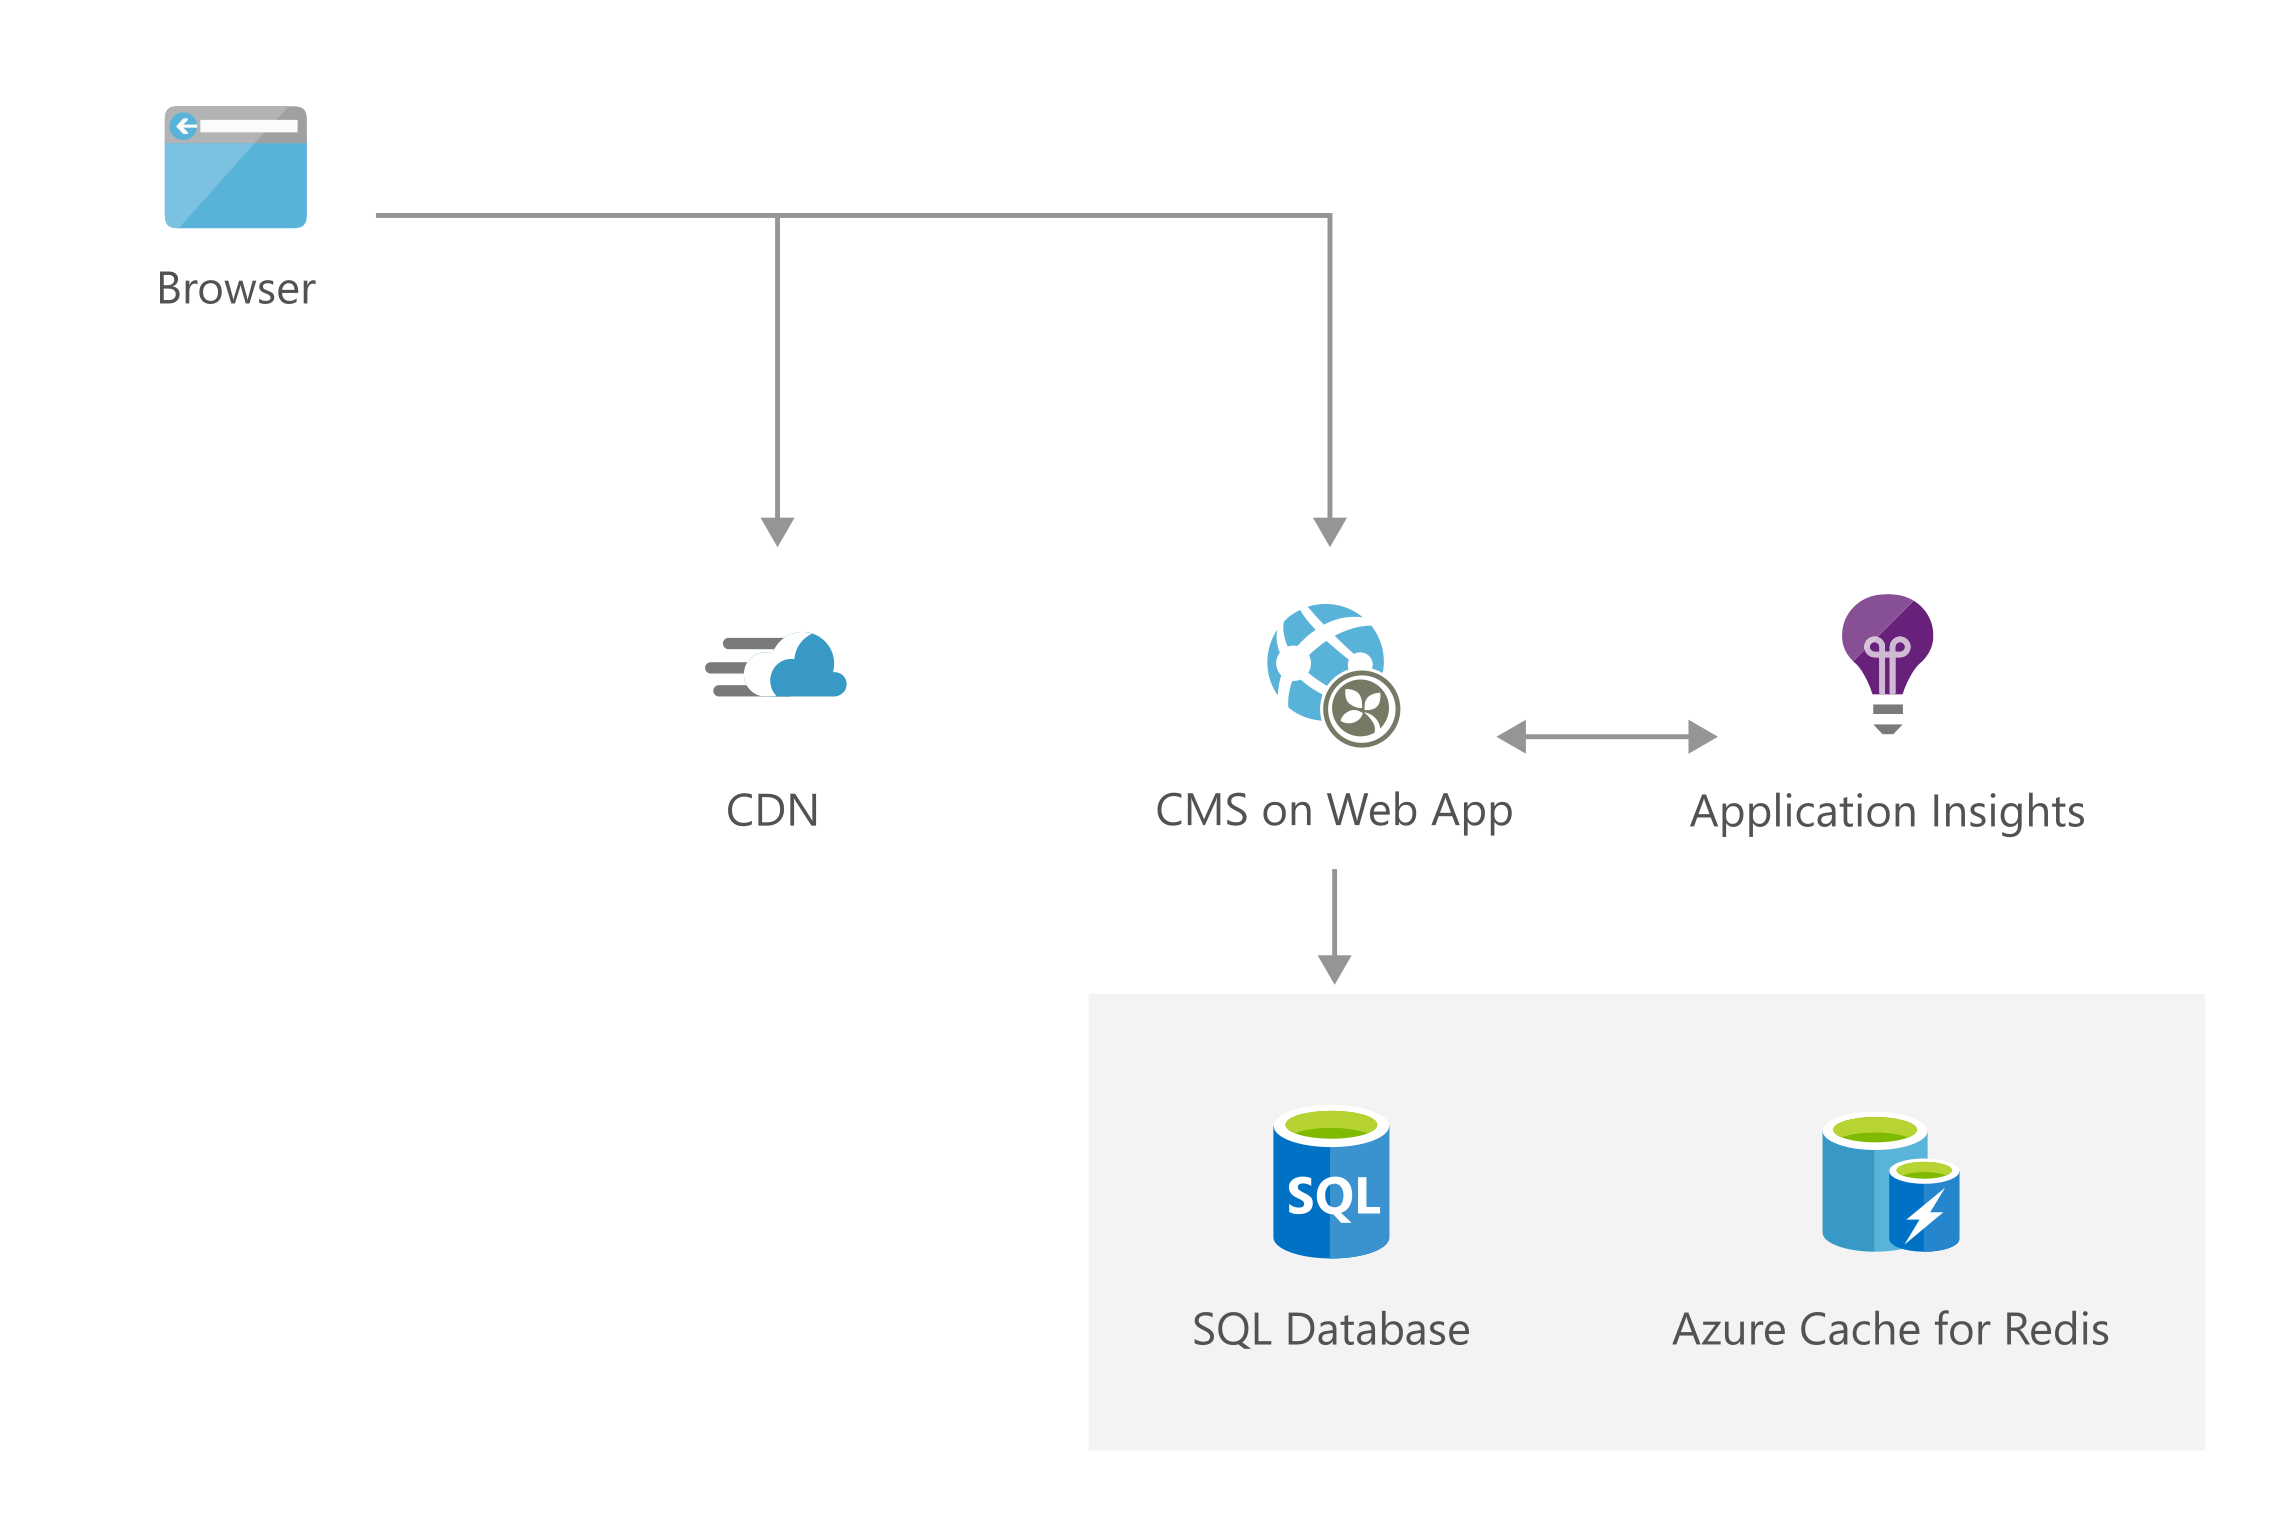 Browser
CDN
CMS on Web App
Application Insights
SQL
SQL Database
Azure Cache for Redis